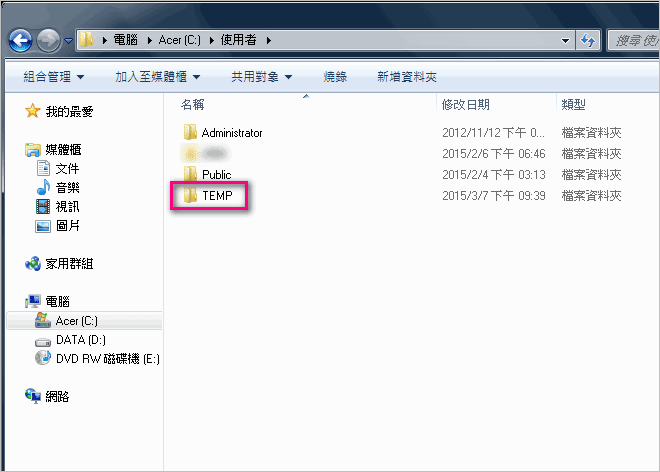 電腦 Acer (C:) 使用者 搜尋 使
組合管理 加入至媒體櫃 共用對象 燒錄 新增資料夾
我的最愛
媒體櫃
文件
音樂
視訊
圖片
家用群組
電腦
Acer (C:)
DATA (D:)
DVD RW 磁碟機 (E:)
網路
名稱 修改日期 類型
Administrator 2012/11/12 下午 0... 檔案資料夾
2015/2/6 下午 06:46 檔案資料夾
Public 2015/2/4 下午 03:13 檔案資料夾
TEMP 2015/3/7 下午 09:39 檔案資料夾